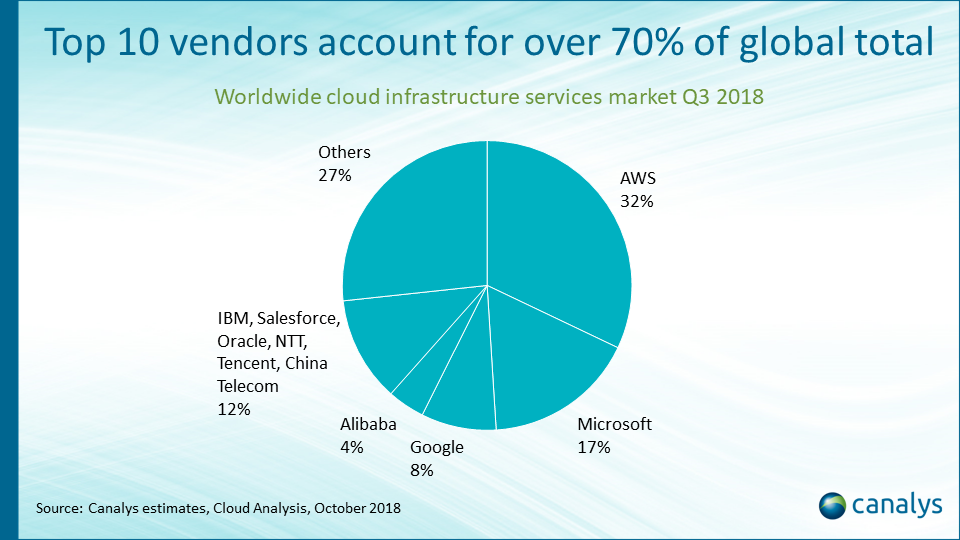 Top 10 vendors account for over 70% of global total
Worldwide cloud infrastructure services market Q3 2018
Others
27%
AWS
32%
IBM, Salesforce,
Oracle, NTT,
Tencent, China
Telecom
12%
Alibaba
4%
Google
8%
Microsoft
17%
Source: Canalys estimates, Cloud Analysis, October 2018
canalys